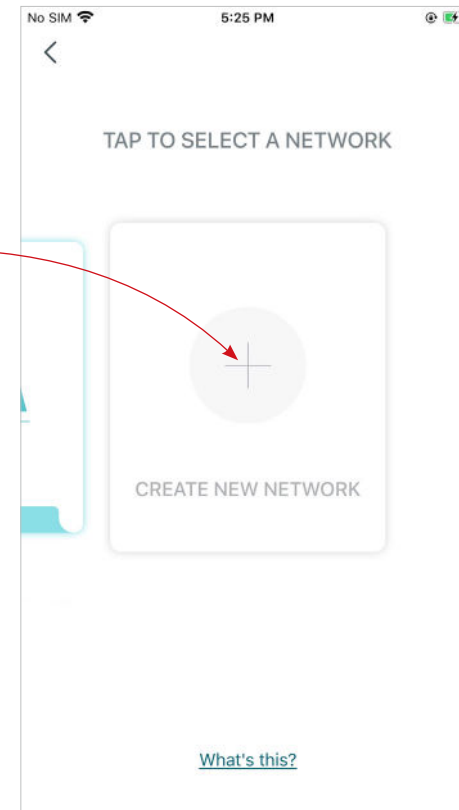 No SIM 5:25 PM
TAP TO SELECT A NETWORK
CREATE NEW NETWORK
What's this?